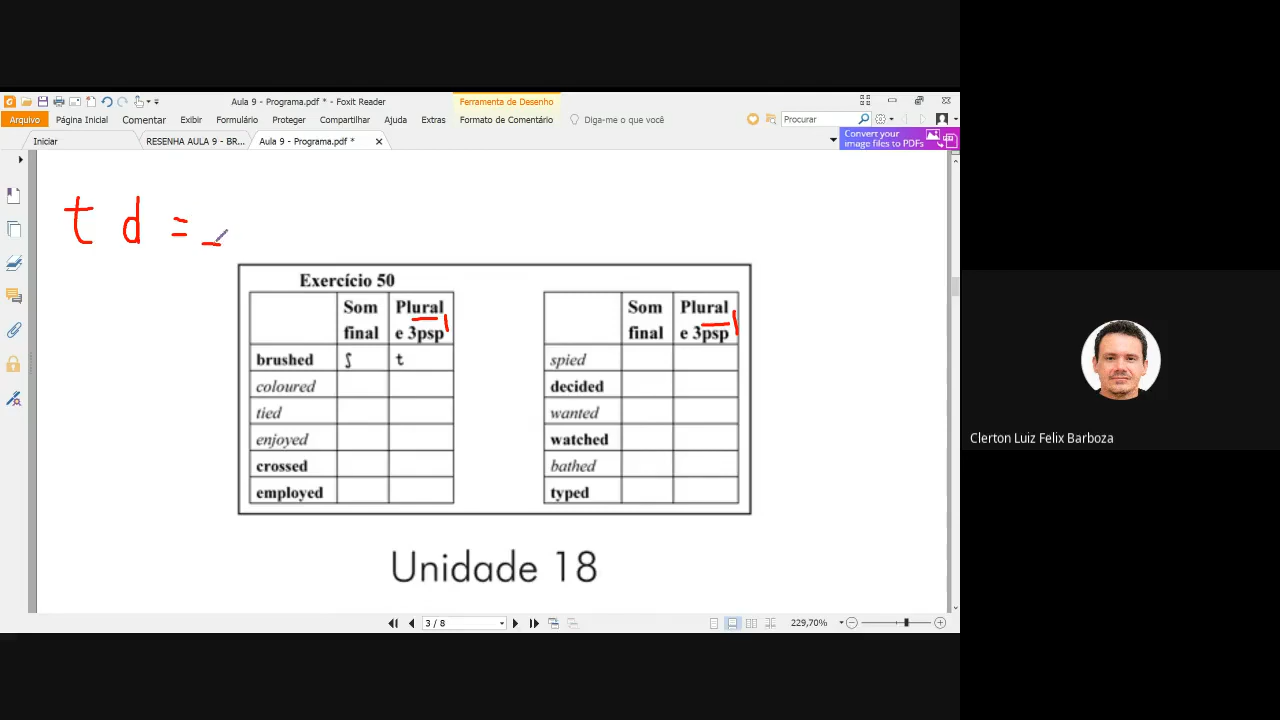 Aula 9 - Programa.pdf * - Foxit Reader
Ferramenta de Desenho
Arquivo Página Inicial Comentar Exibir Formulário Proteger Compartilhar Ajuda Extras Formato de Comentário Diga-me o que você Procurar
Iniciar RESENHA AULA 9 - BR... Aula 9 - Programa.pdf *
Convert your
image files to PDFs
t d =
Exercício 50
Som final Plural e 3psp Som final Plural e 3psp
brushed ʃ t spied
coloured decided
tied wanted
enjoyed watched
crossed bathed
employed typed
Unidade 18
3 / 8 229,70%
Clerton Luiz Felix Barboza